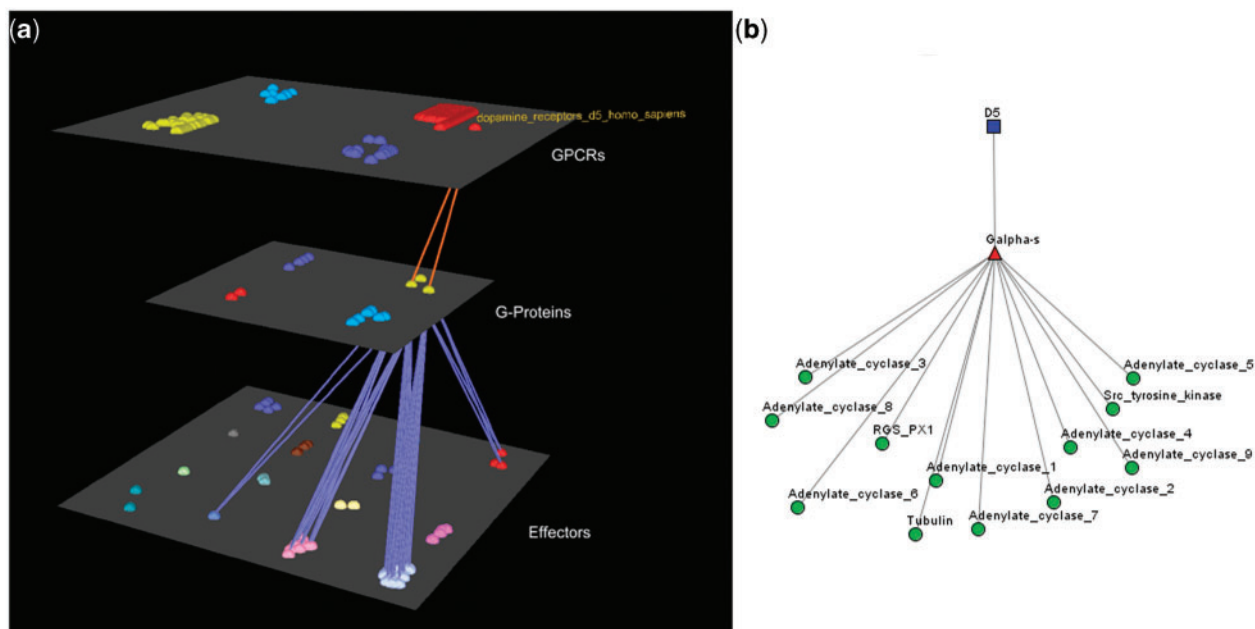 (a)
dopamine_receptors_d5_homo_sapiens
GPCRs
G-Proteins
Effectors
(b)
D5
Galpha-s
Adenylate_cyclase_3
Adenylate_cyclase_5
Src_tyrosine_kinase
Adenylate_cyclase_8
RGS_PX1
Adenylate_cyclase_4
Adenylate_cyclase_9
Adenylate_cyclase_1
Adenylate_cyclase_6
Adenylate_cyclase_2
Tubulin
Adenylate_cyclase_7